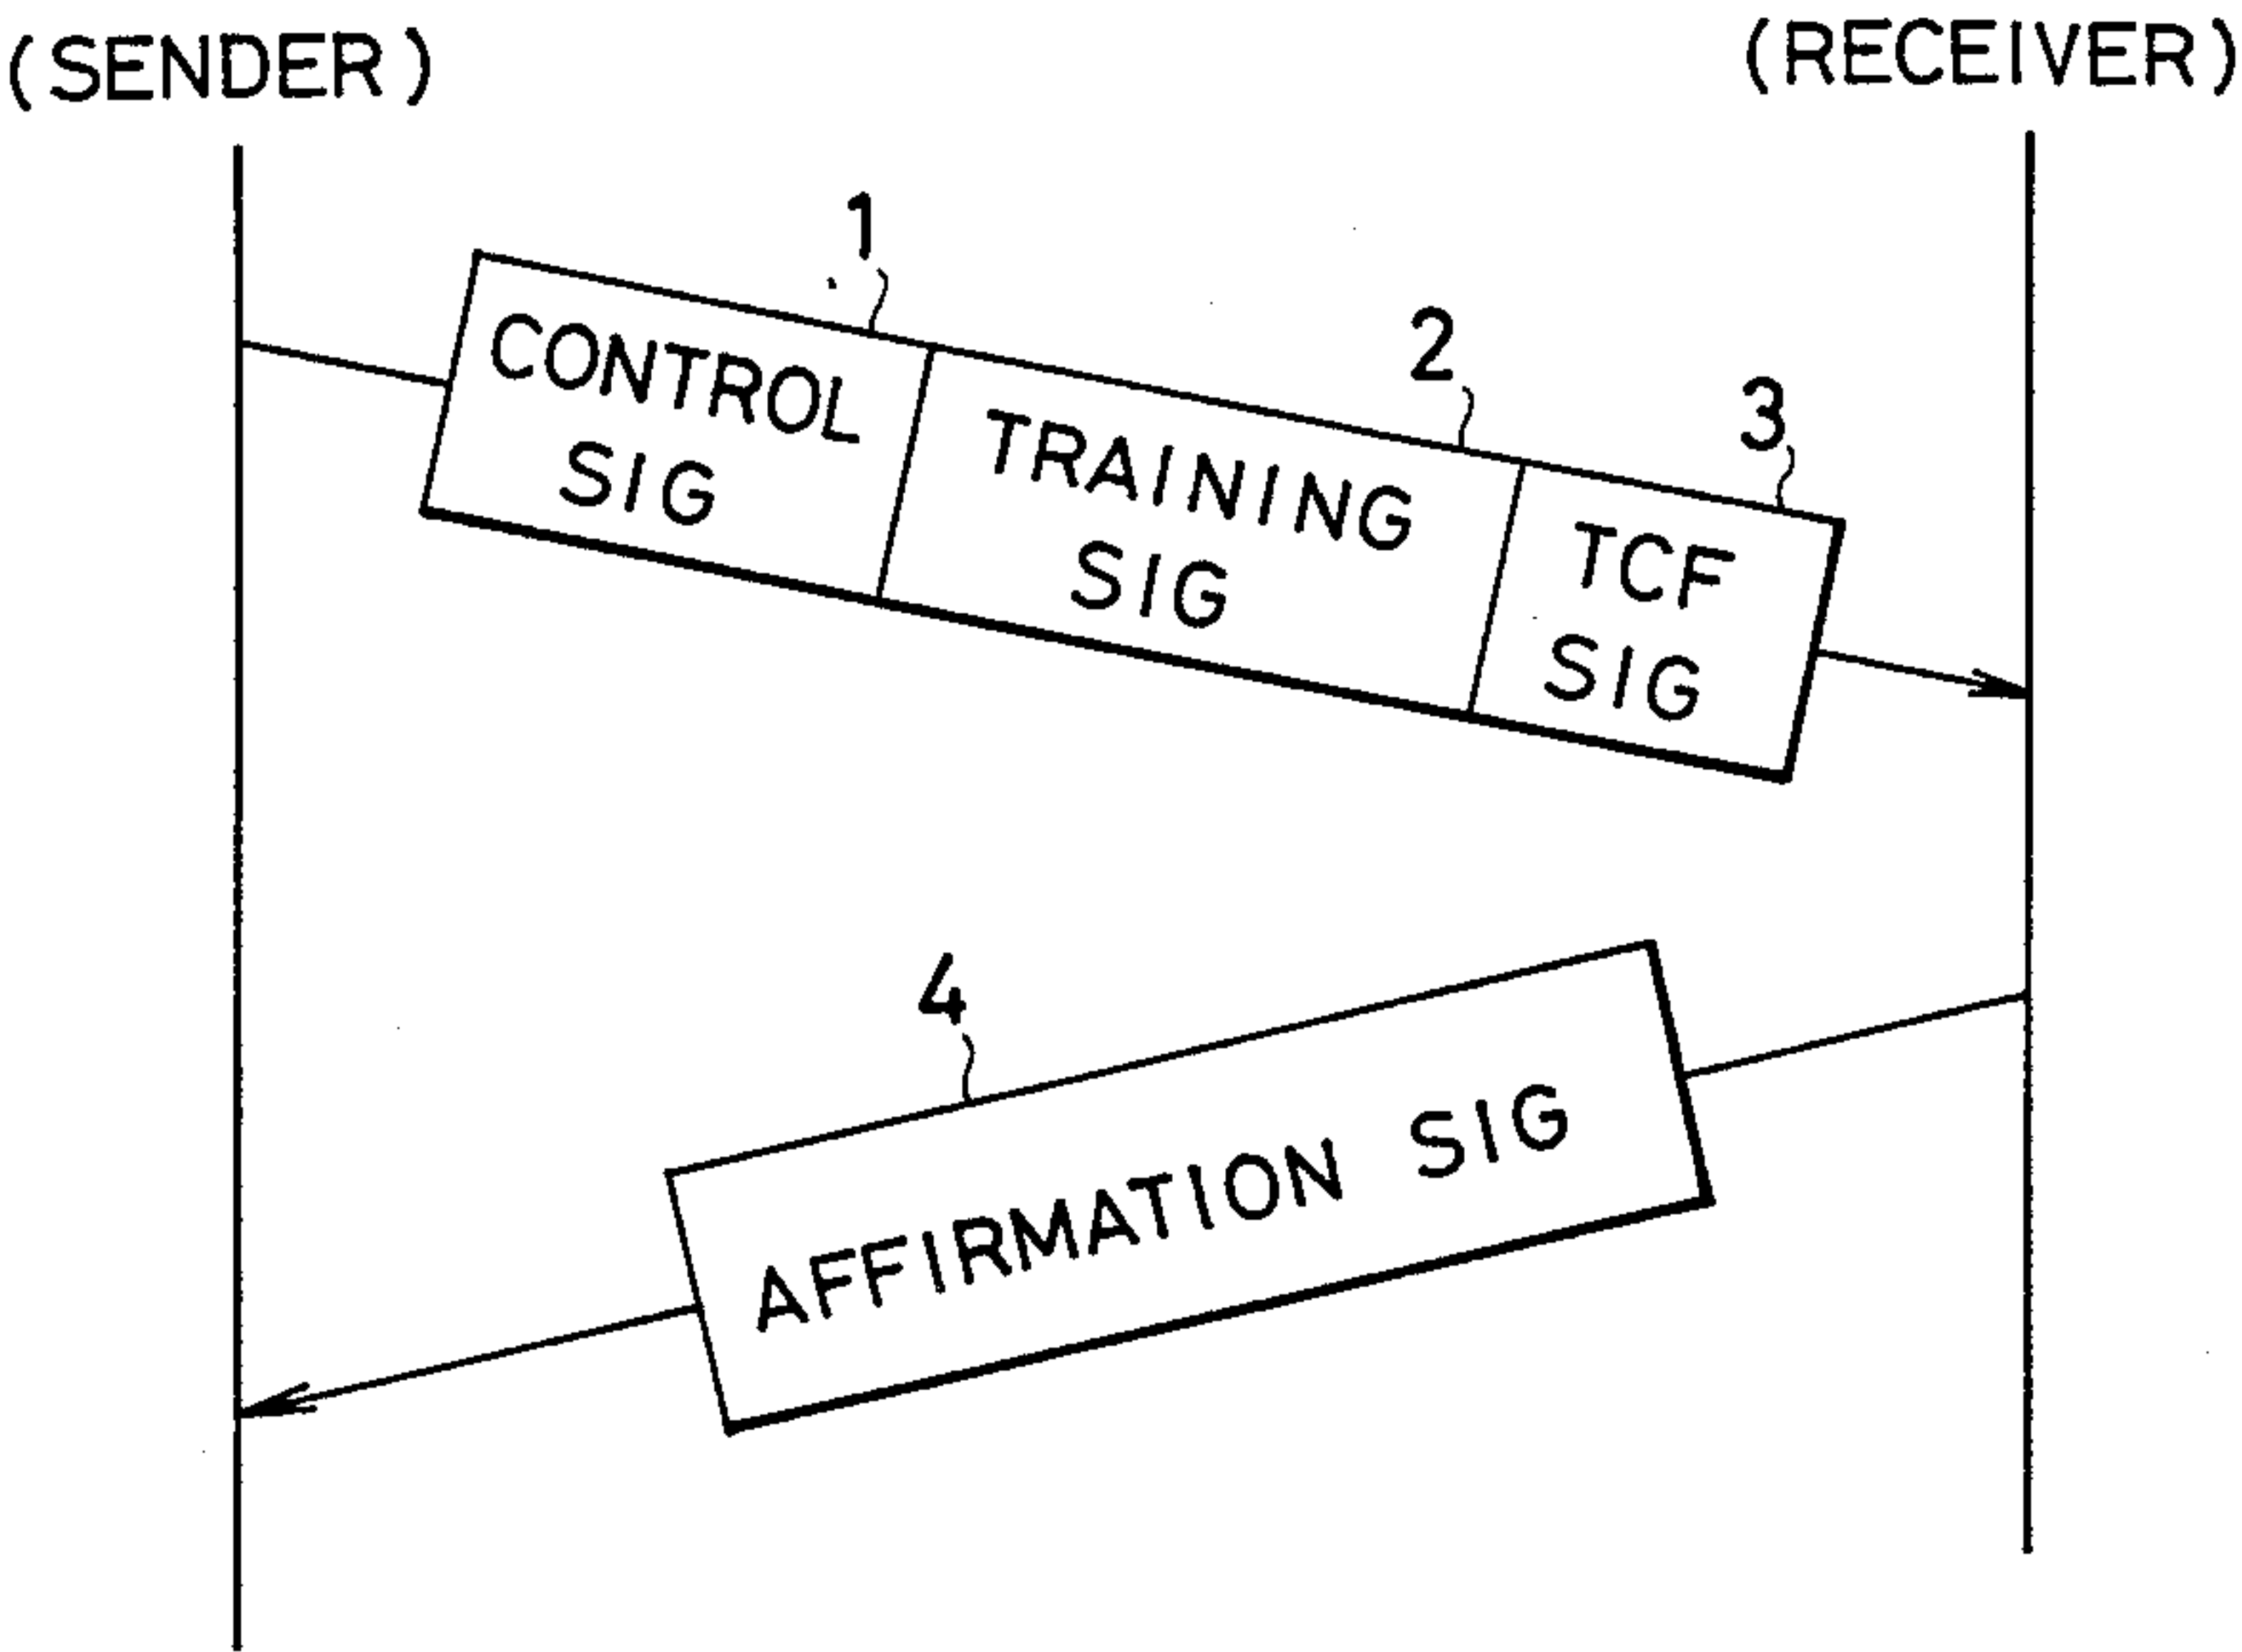 (SENDER)
(RECEIVER)
1
2
3
CONTROL
SIG
TRAINING
SIG
TCF
SIG
4
AFFIRMATION SIG